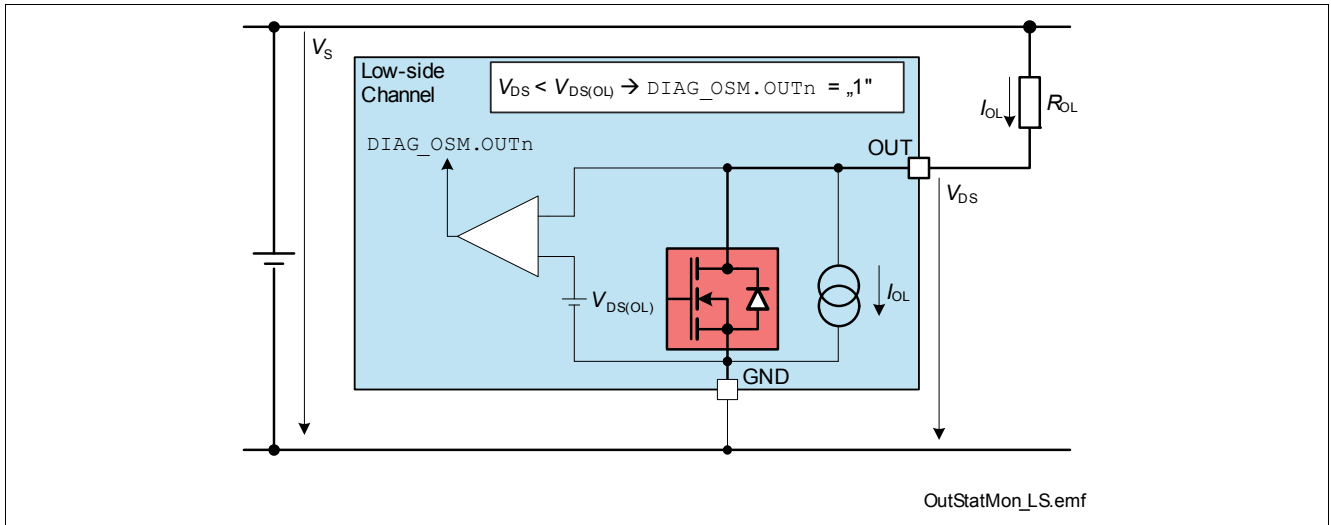 VS
Low-side
Channel
VDS < VDS(OL) → DIAG_OSM.OUTn = „1"
IOL
ROL
DIAG_OSM.OUTn
OUT
VDS
VDS(OL)
IOL
GND
OutStatMon_LS.emf